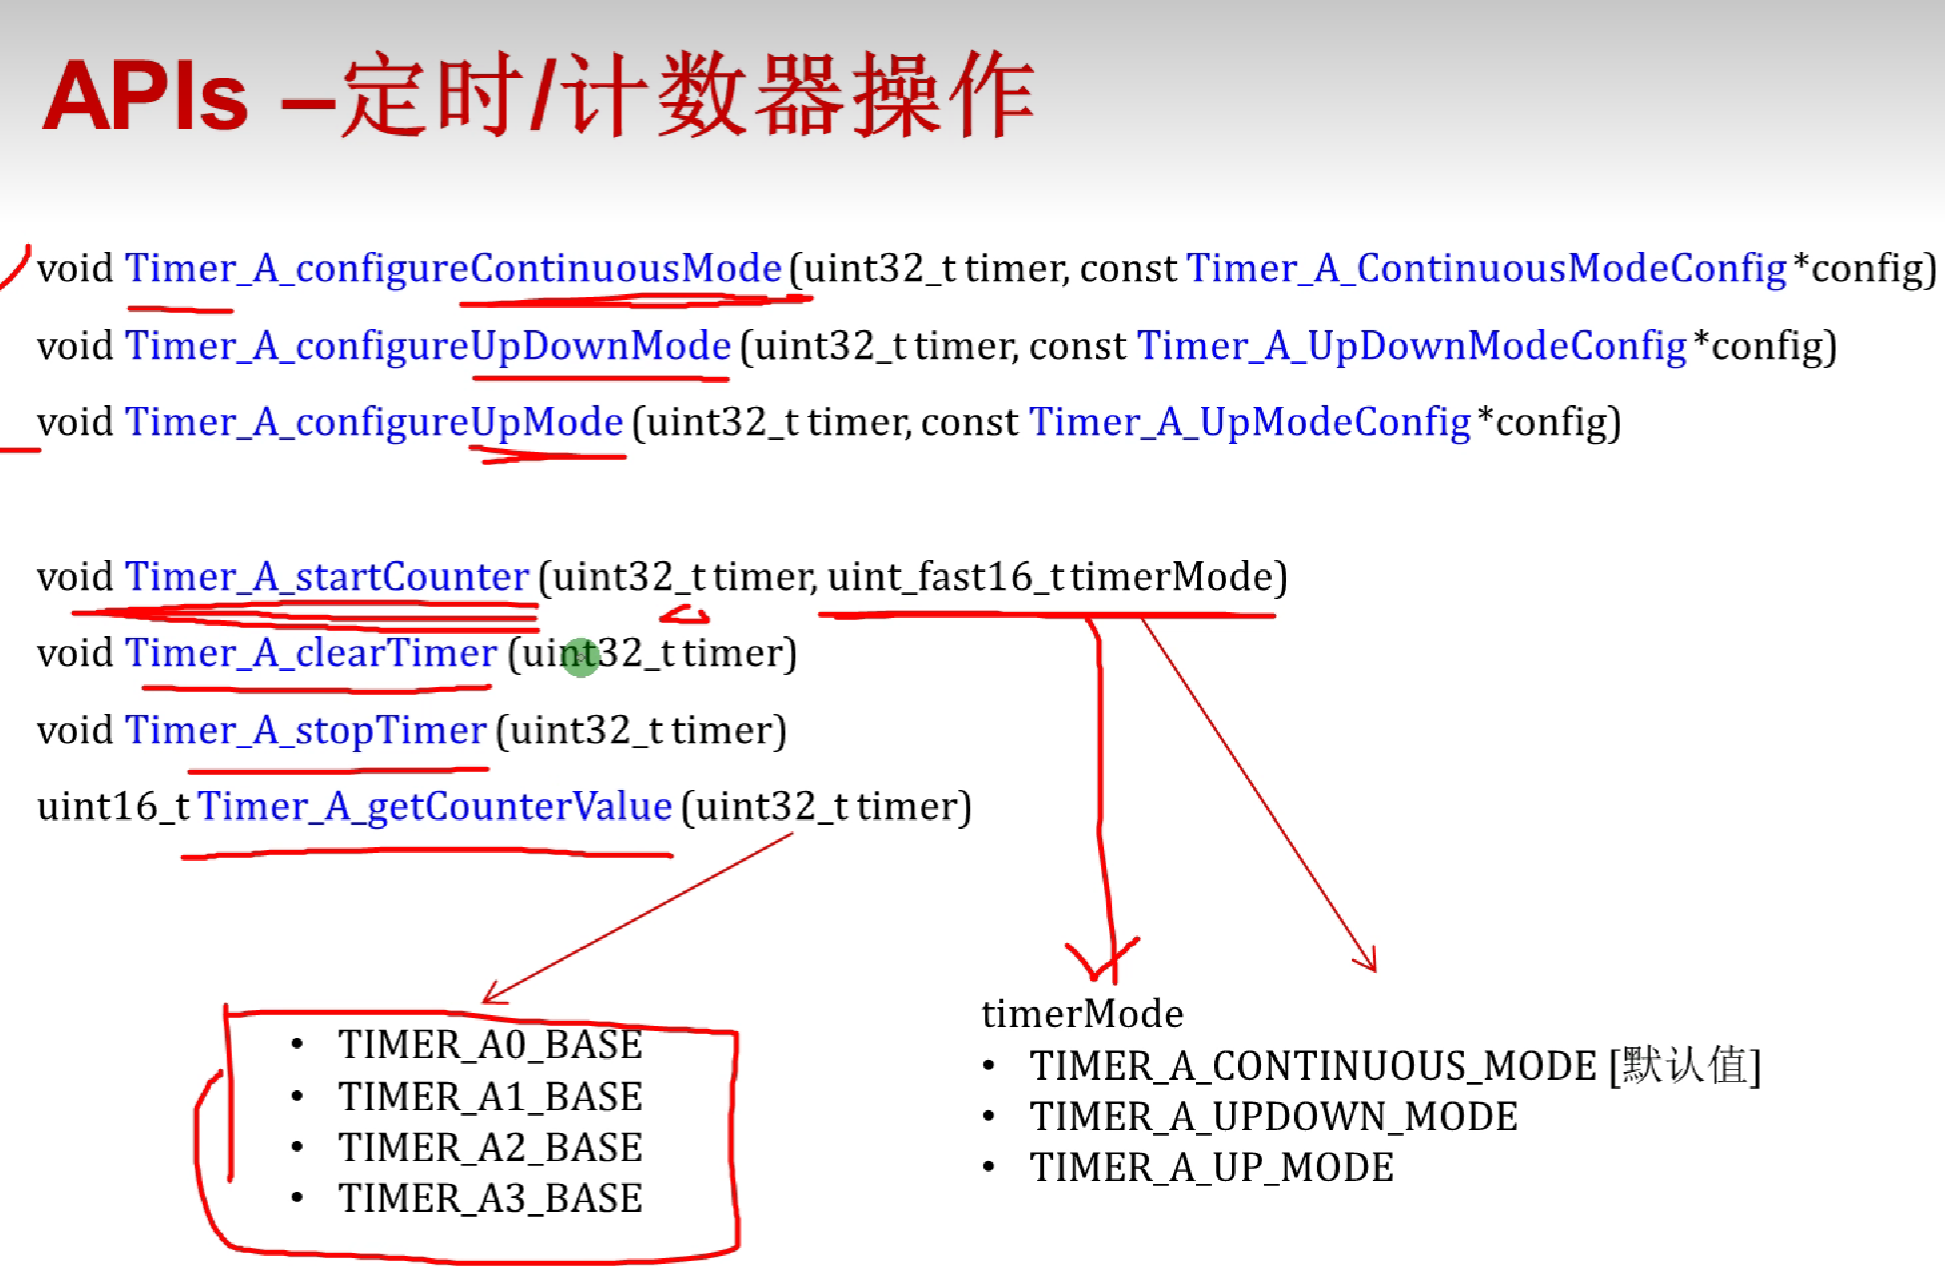 APIs –定时/计数器操作
void Timer_A_configureContinuousMode (uint32_t timer, const Timer_A_ContinuousModeConfig *config)
void Timer_A_configureUpDownMode (uint32_t timer, const Timer_A_UpDownModeConfig *config)
void Timer_A_configureUpMode (uint32_t timer, const Timer_A_UpModeConfig *config)
void Timer_A_startCounter (uint32_t timer, uint_fast16_t timerMode)
void Timer_A_clearTimer (uint32_t timer)
void Timer_A_stopTimer (uint32_t timer)
uint16_t Timer_A_getCounterValue (uint32_t timer)
• TIMER_A0_BASE
• TIMER_A1_BASE
• TIMER_A2_BASE
• TIMER_A3_BASE
timerMode
• TIMER_A_CONTINUOUS_MODE [默认值]
• TIMER_A_UPDOWN_MODE
• TIMER_A_UP_MODE